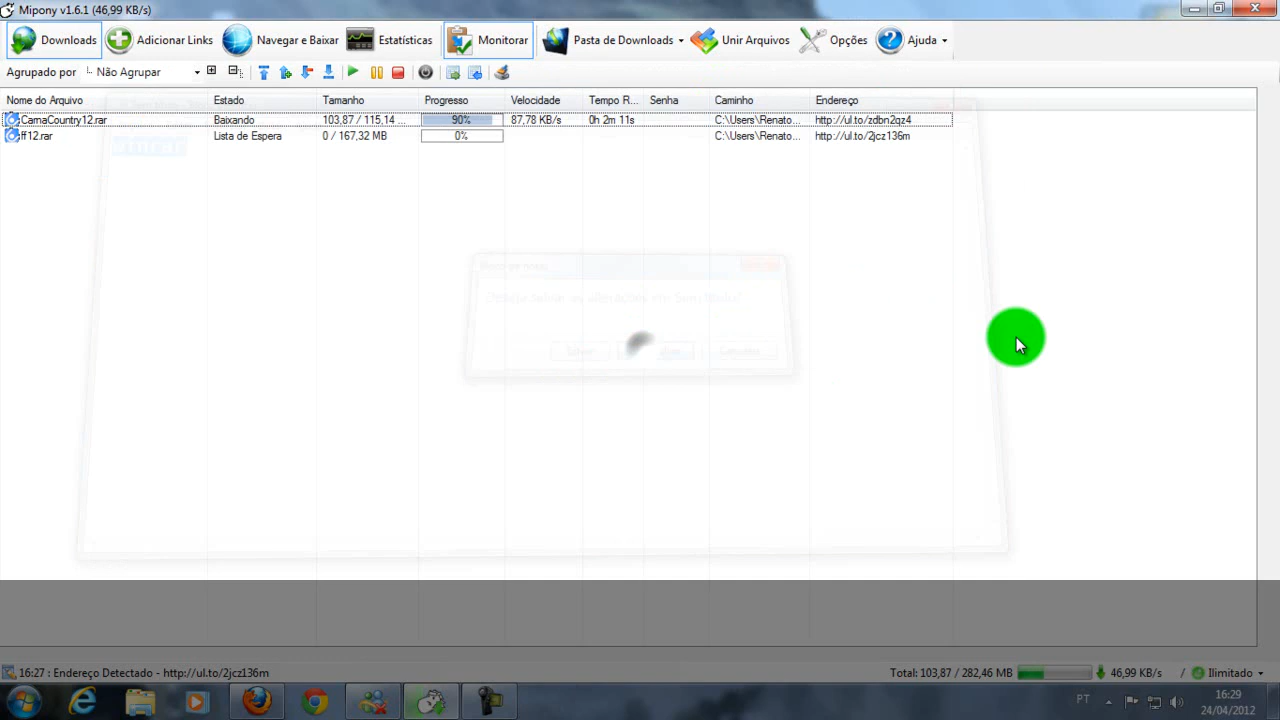 Mipony v1.6.1 (46,99 KB/s)
Downloads Adicionar Links Navegar e Baixar Estatísticas Monitorar Pasta de Downloads Unir Arquivos Opções Ajuda
Agrupado por Não Agrupar
Nome do Arquivo Estado Tamanho Progresso Velocidade Tempo R... Senha Caminho Endereço
CarnaCountry12.rar Baixando 103,87 / 115,14 ... 90% 87,78 KB/s 0h 2m 11s C:\Users\Renato... http://ul.to/zdbn2qz4
ff12.rar Lista de Espera 0 / 167,32 MB 0% C:\Users\Renato... http://ul.to/2jcz136m
16:27 : Endereço Detectado - http://ul.to/2jcz136m Total: 103,87 / 282,46 MB 46,99 KB/s / Ilimitado
PT 16:29
24/04/2012